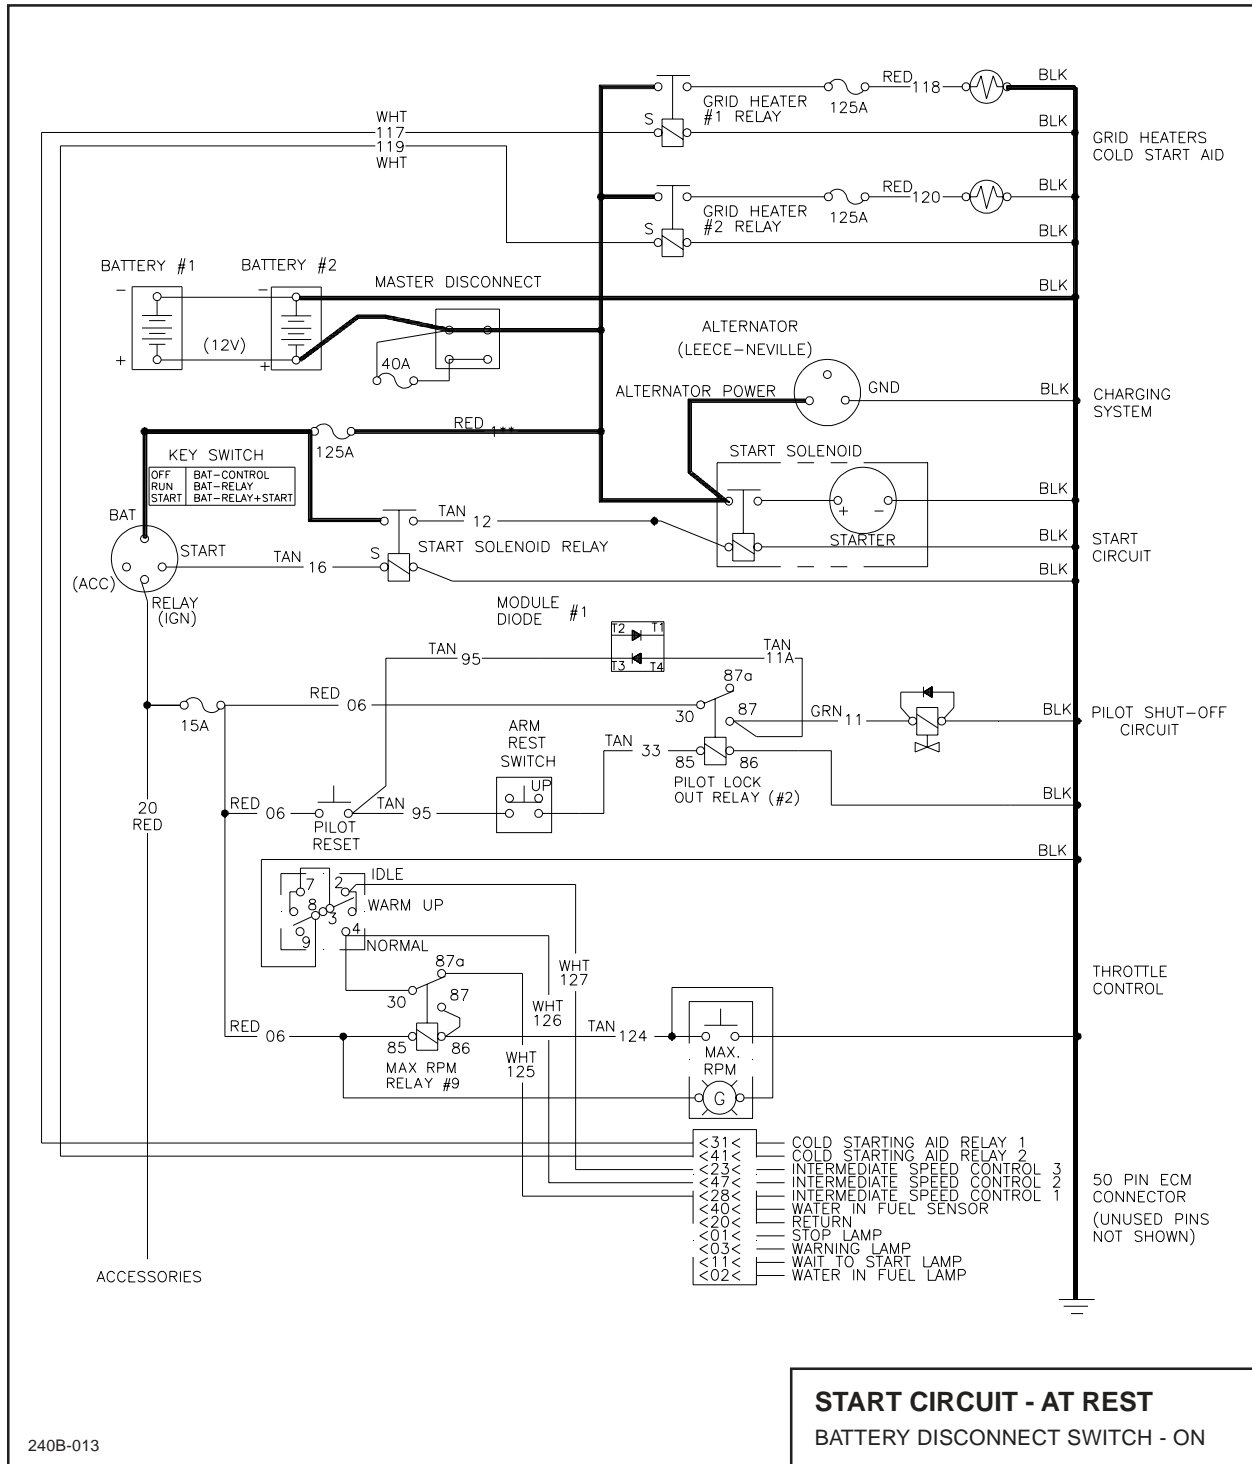 RED 118
BLK
125A
GRID HEATER
#1 RELAY
S
BLK
GRID HEATERS
COLD START AID
WHT
117
119
WHT
RED 120
BLK
125A
GRID HEATER
#2 RELAY
S
BLK
BATTERY #1
BATTERY #2
MASTER DISCONNECT
BLK
-
-
+
+
(12V)
40A
ALTERNATOR
(LEECE-NEVILLE)
ALTERNATOR POWER
GND
BLK
CHARGING
SYSTEM
RED 1**
125A
KEY SWITCH
OFF BAT-CONTROL
RUN BAT-RELAY
START BAT-RELAY+START
START SOLENOID
BLK
+ -
STARTER
BAT
TAN 12
START
TAN 16
S
START SOLENOID RELAY
BLK
START
CIRCUIT
BLK
(ACC)
RELAY
(IGN)
MODULE #1
DIODE
T2 T1
T3 T4
TAN 95
TAN
11A
87a
RED 06
15A
30
87
GRN 11
BLK
PILOT SHUT-OFF
CIRCUIT
ARM
REST
SWITCH
UP
TAN 33
85 86
PILOT LOCK
OUT RELAY (#2)
BLK
20
RED
RED 06
PILOT
RESET
TAN 95
BLK
IDLE
7 2
8 3
WARM UP
9 4
NORMAL
87a
30
87
WHT
127
WHT
126
THROTTLE
CONTROL
RED 06
85 86
MAX RPM
RELAY #9
WHT
125
TAN 124
MAX.
RPM
G
<31< COLD STARTING AID RELAY 1
<41< COLD STARTING AID RELAY 2
<23< INTERMEDIATE SPEED CONTROL 3
<47< INTERMEDIATE SPEED CONTROL 2
<28< INTERMEDIATE SPEED CONTROL 1
<40< WATER IN FUEL SENSOR
<20< RETURN
<01< STOP LAMP
<03< WARNING LAMP
<11< WAIT TO START LAMP
<02< WATER IN FUEL LAMP
50 PIN ECM
CONNECTOR
(UNUSED PINS
NOT SHOWN)
ACCESSORIES
START CIRCUIT - AT REST
BATTERY DISCONNECT SWITCH - ON
240B-013